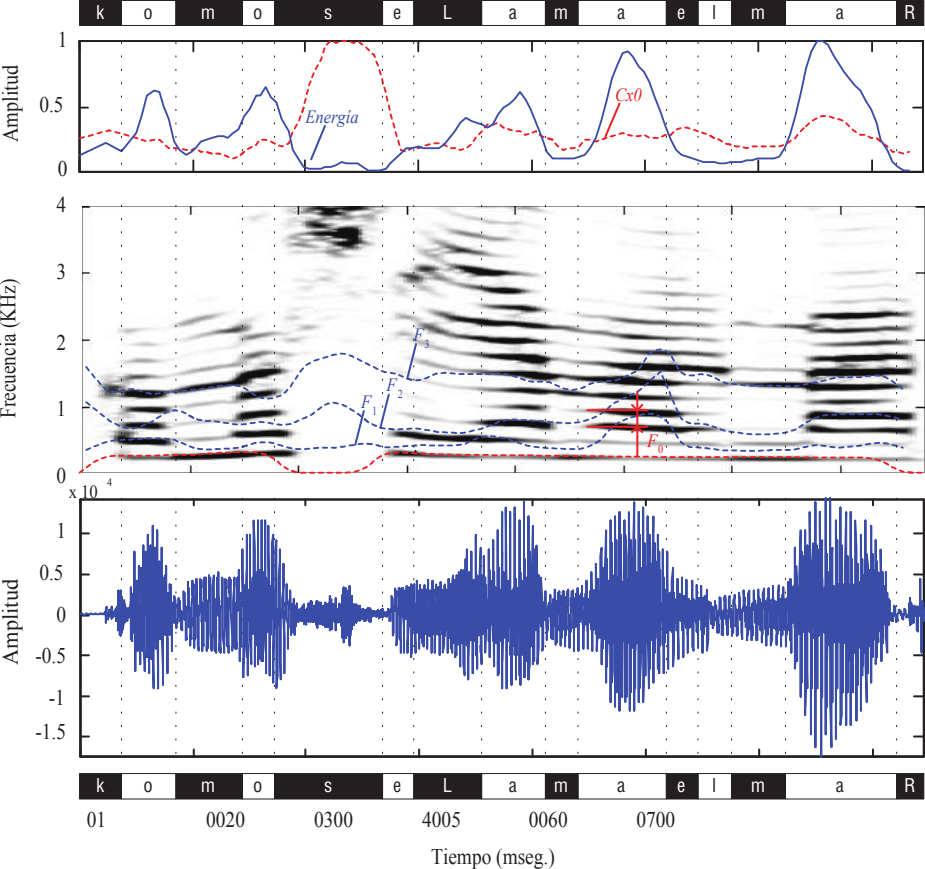 k o m o s e L a m a e l m a R
1
0.5
0
Amplitud
Energía
Cx0
4
3
2
1
0
Frecuencia (KHz)
F3
F2
F1
F0
x 10 4
1
0.5
0
-0.5
-1
-1.5
Amplitud
k o m o s e L a m a e l m a R
01 0020 0300 4005 0060 0700
Tiempo (mseg.)